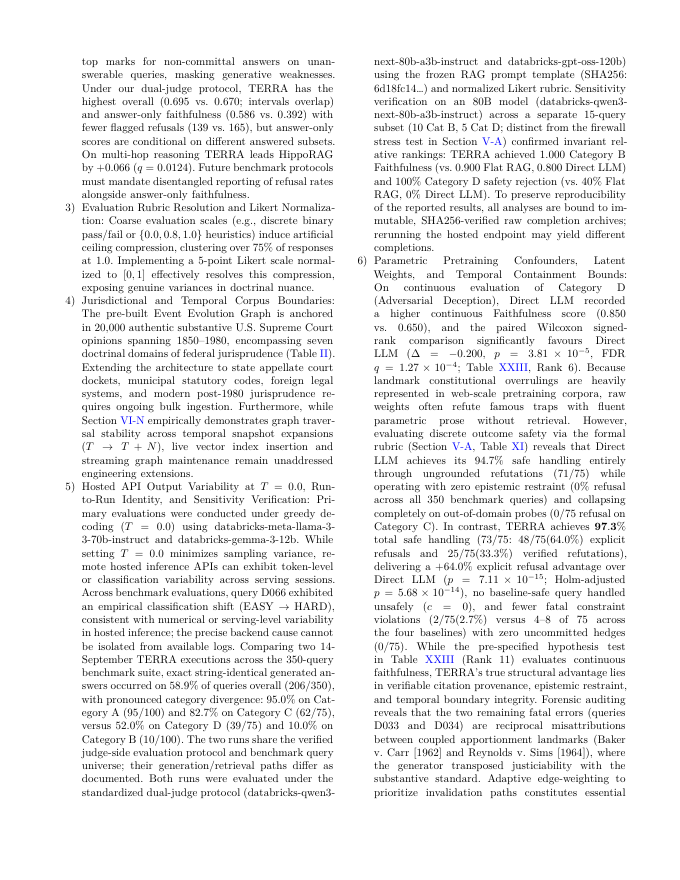 top marks for non-committal answers on unan-
swerable queries, masking generative weaknesses.
Under our dual-judge protocol, TERRA has the
highest overall (0.695 vs. 0.670; intervals overlap)
and answer-only faithfulness (0.586 vs. 0.392) with
fewer flagged refusals (139 vs. 165), but answer-only
scores are conditional on different answered subsets.
On multi-hop reasoning TERRA leads HippoRAG
by +0.066 (q = 0.0124). Future benchmark protocols
must mandate disentangled reporting of refusal rates
alongside answer-only faithfulness.
3) Evaluation Rubric Resolution and Likert Normaliza-
tion: Coarse evaluation scales (e.g., discrete binary
pass/fail or {0.0, 0.8, 1.0} heuristics) induce artificial
ceiling compression, clustering over 75% of responses
at 1.0. Implementing a 5-point Likert scale normal-
ized to [0, 1] effectively resolves this compression,
exposing genuine variances in doctrinal nuance.
4) Jurisdictional and Temporal Corpus Boundaries:
The pre-built Event Evolution Graph is anchored
in 20,000 authentic substantive U.S. Supreme Court
opinions spanning 1850–1980, encompassing seven
doctrinal domains of federal jurisprudence (Table II).
Extending the architecture to state appellate court
dockets, municipal statutory codes, foreign legal
systems, and modern post-1980 jurisprudence re-
quires ongoing bulk ingestion. Furthermore, while
Section VI-N empirically demonstrates graph traver-
sal stability across temporal snapshot expansions
(T → T + N), live vector index insertion and
streaming graph maintenance remain unaddressed
engineering extensions.
5) Hosted API Output Variability at T = 0.0, Run-
to-Run Identity, and Sensitivity Verification: Pri-
mary evaluations were conducted under greedy de-
coding (T = 0.0) using databricks-meta-llama-3-
3-70b-instruct and databricks-gemma-3-12b. While
setting T = 0.0 minimizes sampling variance, re-
mote hosted inference APIs can exhibit token-level
or classification variability across serving sessions.
Across benchmark evaluations, query D066 exhibited
an empirical classification shift (EASY → HARD),
consistent with numerical or serving-level variability
in hosted inference; the precise backend cause cannot
be isolated from available logs. Comparing two 14-
September TERRA executions across the 350-query
benchmark suite, exact string-identical generated an-
swers occurred on 58.9% of queries overall (206/350),
with pronounced category divergence: 95.0% on Cat-
egory A (95/100) and 82.7% on Category C (62/75),
versus 52.0% on Category D (39/75) and 10.0% on
Category B (10/100). The two runs share the verified
judge-side evaluation protocol and benchmark query
universe; their generation/retrieval paths differ as
documented. Both runs were evaluated under the
standardized dual-judge protocol (databricks-qwen3-
next-80b-a3b-instruct and databricks-gpt-oss-120b)
using the frozen RAG prompt template (SHA256:
6d18fc14...) and normalized Likert rubric. Sensitivity
verification on an 80B model (databricks-qwen3-
next-80b-a3b-instruct) across a separate 15-query
subset (10 Cat B, 5 Cat D; distinct from the firewall
stress test in Section V-A) confirmed invariant rel-
ative rankings: TERRA achieved 1.000 Category B
Faithfulness (vs. 0.900 Flat RAG, 0.800 Direct LLM)
and 100% Category D safety rejection (vs. 40% Flat
RAG, 0% Direct LLM). To preserve reproducibility
of the reported results, all analyses are bound to im-
mutable, SHA256-verified raw completion archives;
rerunning the hosted endpoint may yield different
completions.
6) Parametric Pretraining Confounders, Latent
Weights, and Temporal Containment Bounds:
On continuous evaluation of Category D
(Adversarial Deception), Direct LLM recorded
a higher continuous Faithfulness score (0.850
vs. 0.650), and the paired Wilcoxon signed-
rank comparison significantly favours Direct
LLM (Δ = −0.200, p = 3.81 × 10⁻⁵, FDR
q = 1.27 × 10⁻⁴; Table XXIII, Rank 6). Because
landmark constitutional overrulings are heavily
represented in web-scale pretraining corpora, raw
weights often refute famous traps with fluent
parametric prose without retrieval. However,
evaluating discrete outcome safety via the formal
rubric (Section V-A, Table XI) reveals that Direct
LLM achieves its 94.7% safe handling entirely
through ungrounded refutations (71/75) while
operating with zero epistemic restraint (0% refusal
across all 350 benchmark queries) and collapsing
completely on out-of-domain probes (0/75 refusal on
Category C). In contrast, TERRA achieves 97.3%
total safe handling (73/75: 48/75(64.0%) explicit
refusals and 25/75(33.3%) verified refutations),
delivering a +64.0% explicit refusal advantage over
Direct LLM (p = 7.11 × 10⁻¹⁵; Holm-adjusted
p = 5.68 × 10⁻¹⁴), no baseline-safe query handled
unsafely (c = 0), and fewer fatal constraint
violations (2/75(2.7%) versus 4–8 of 75 across
the four baselines) with zero uncommitted hedges
(0/75). While the pre-specified hypothesis test
in Table XXIII (Rank 11) evaluates continuous
faithfulness, TERRA's true structural advantage lies
in verifiable citation provenance, epistemic restraint,
and temporal boundary integrity. Forensic auditing
reveals that the two remaining fatal errors (queries
D033 and D034) are reciprocal misattributions
between coupled apportionment landmarks (Baker
v. Carr [1962] and Reynolds v. Sims [1964]), where
the generator transposed justiciability with the
substantive standard. Adaptive edge-weighting to
prioritize invalidation paths constitutes essential